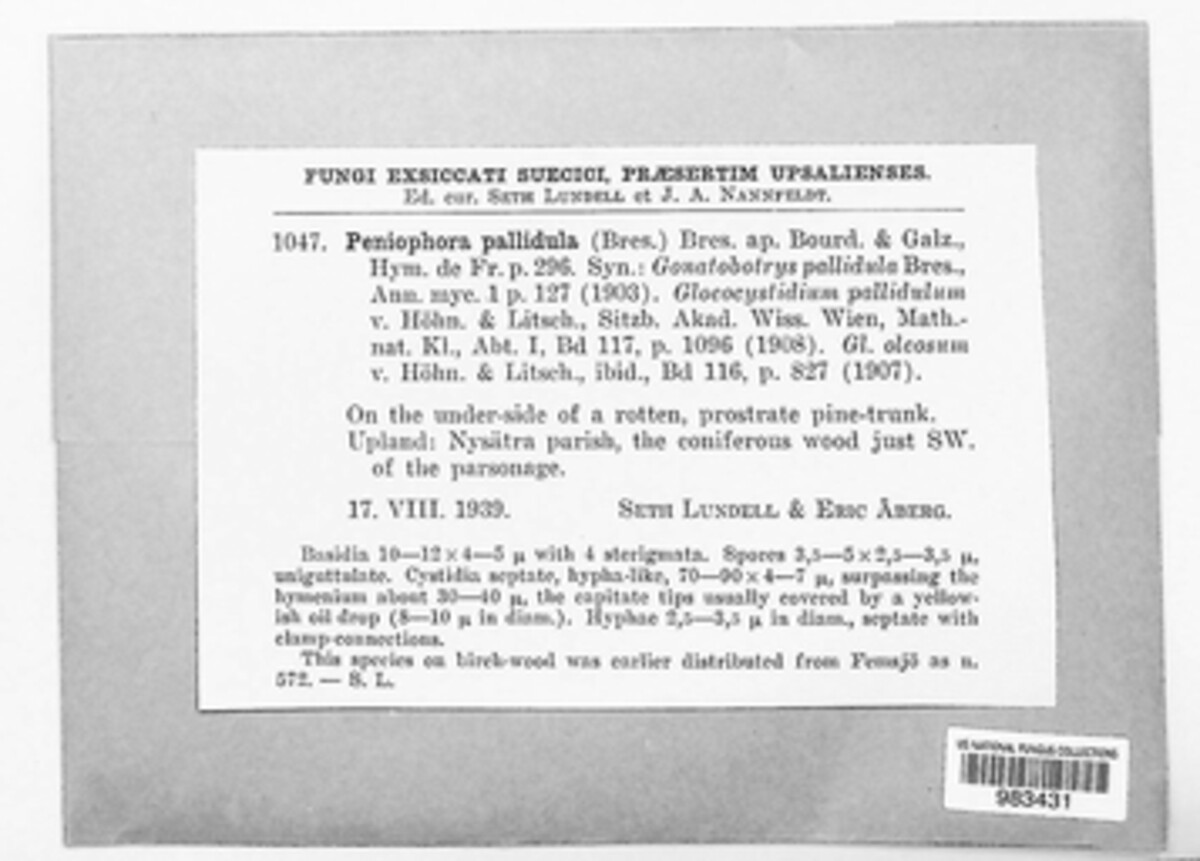 FUNGI EXSICCATI SUECICI, PRÆSERTIM UPSALIENSES.
Ed. cur. SETH LUNDELL et J. A. NANNFELDT.
1047. Peniophora pallidula (Bres.) Bres. ap. Bourd. & Galz.,
Hym. de Fr. p. 296. Syn.: Gonatobotrys pallidula Bres.,
Ann. myc. 1 p. 127 (1903). Gloeocystidium pallidulum
v. Höhn. & Litsch., Sitzb. Akad. Wiss. Wien, Math.-
nat. Kl., Abt. I, Bd 117, p. 1096 (1908). Gl. oleosum
v. Höhn. & Litsch., ibid., Bd 116, p. 827 (1907).
On the under-side of a rotten, prostrate pine-trunk.
Upland: Nysätra parish, the coniferous wood just SW.
of the parsonage.
17. VIII. 1939. SETH LUNDELL & ERIC ÅBERG.
Basidia 10—12 × 4—5 μ with 4 sterigmata. Spores 3,5—5 × 2,5—3,5 μ,
uniguttulate. Cystidia septate, hypha-like, 70—90 × 4—7 μ, surpassing the
hymenium about 30—40 μ, the capitate tips usually covered by a yellow-
ish oil drop (8—10 μ in diam.). Hyphae 2,5—3,5 μ in diam., septate with
clamp-connections.
This species on birch-wood was earlier distributed from Femsjö as n.
572. — S. L.
US NATIONAL FUNGUS COLLECTIONS
983431